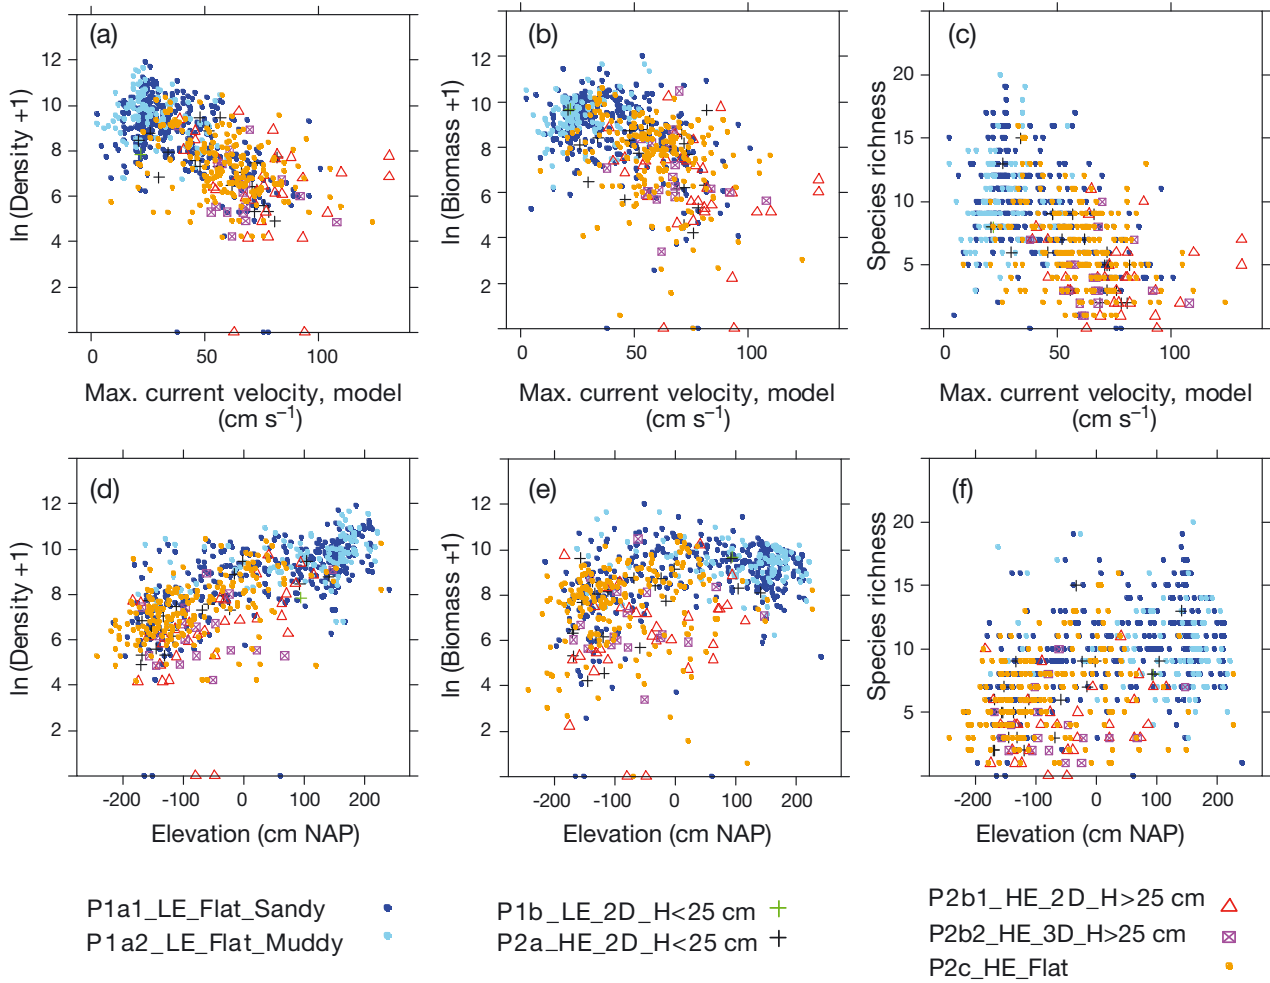 (a)
(b)
(c)
ln (Density +1)
12
10
8
6
4
2
0
50
100
Max. current velocity, model
(cm s⁻¹)
ln (Biomass +1)
12
10
8
6
4
2
0
50
100
Max. current velocity, model
(cm s⁻¹)
Species richness
20
15
10
5
0
50
100
Max. current velocity, model
(cm s⁻¹)
(d)
(e)
(f)
ln (Density +1)
12
10
8
6
4
2
-200
-100
0
100
200
Elevation (cm NAP)
ln (Biomass +1)
12
10
8
6
4
2
-200
-100
0
100
200
Elevation (cm NAP)
Species richness
20
15
10
5
-200
-100
0
100
200
Elevation (cm NAP)
P1a1_LE_Flat_Sandy
P1a2_LE_Flat_Muddy
P1b_LE_2D_H<25 cm
P2a_HE_2D_H<25 cm
P2b1_HE_2D_H>25 cm
P2b2_HE_3D_H>25 cm
P2c_HE_Flat